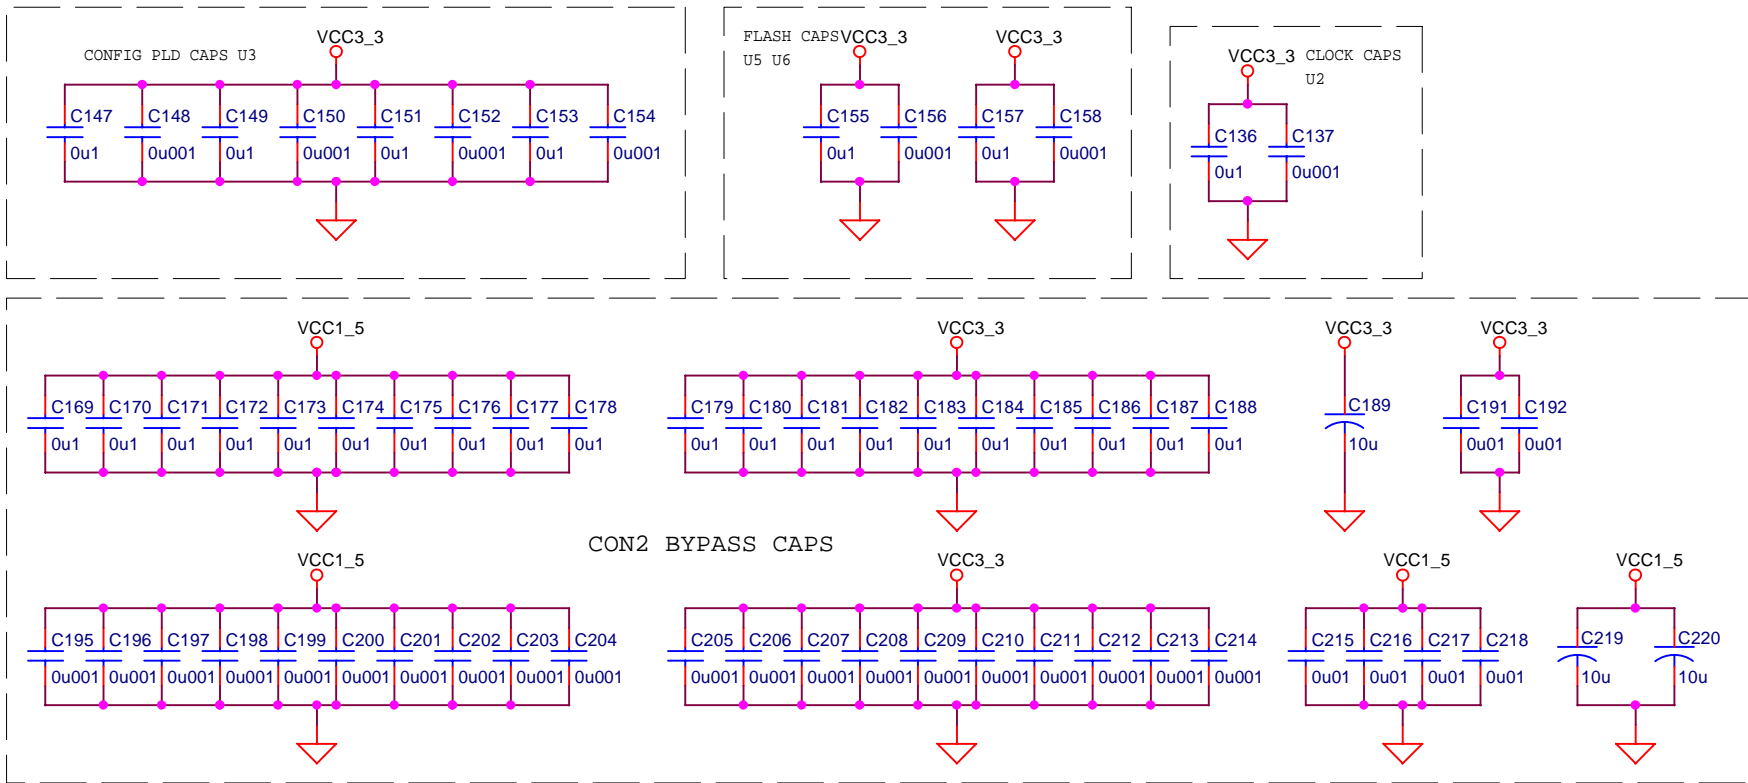 CONFIG PLD CAPS U3
VCC3_3
C147 C148 C149 C150 C151 C152 C153 C154
0u1 0u001 0u1 0u001 0u1 0u001 0u1 0u001
FLASH CAPS
U5 U6
VCC3_3 VCC3_3
C155 C156 C157 C158
0u1 0u001 0u1 0u001
VCC3_3
CLOCK CAPS
U2
C136 C137
0u1 0u001
VCC1_5 VCC3_3 VCC3_3 VCC3_3
C169 C170 C171 C172 C173 C174 C175 C176 C177 C178 C179 C180 C181 C182 C183 C184 C185 C186 C187 C188 C189 C191 C192
0u1 0u1 0u1 0u1 0u1 0u1 0u1 0u1 0u1 0u1 0u1 0u1 0u1 0u1 0u1 0u1 0u1 0u1 0u1 0u1 10u 0u01 0u01
CON2 BYPASS CAPS
VCC1_5 VCC3_3 VCC1_5 VCC1_5
C195 C196 C197 C198 C199 C200 C201 C202 C203 C204 C205 C206 C207 C208 C209 C210 C211 C212 C213 C214 C215 C216 C217 C218 C219 C220
0u001 0u001 0u001 0u001 0u001 0u001 0u001 0u001 0u001 0u001 0u001 0u001 0u001 0u001 0u001 0u001 0u001 0u001 0u001 0u001 0u01 0u01 0u01 0u01 10u 10u